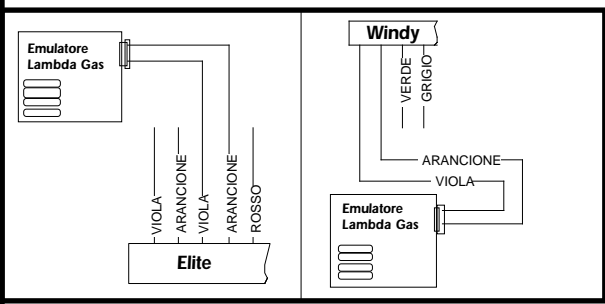 Emulatore
Lambda Gas
VIOLA
ARANCIONE
VIOLA
ARANCIONE
ROSSO
Elite
Windy
VERDE
GRIGIO
ARANCIONE
VIOLA
Emulatore
Lambda Gas